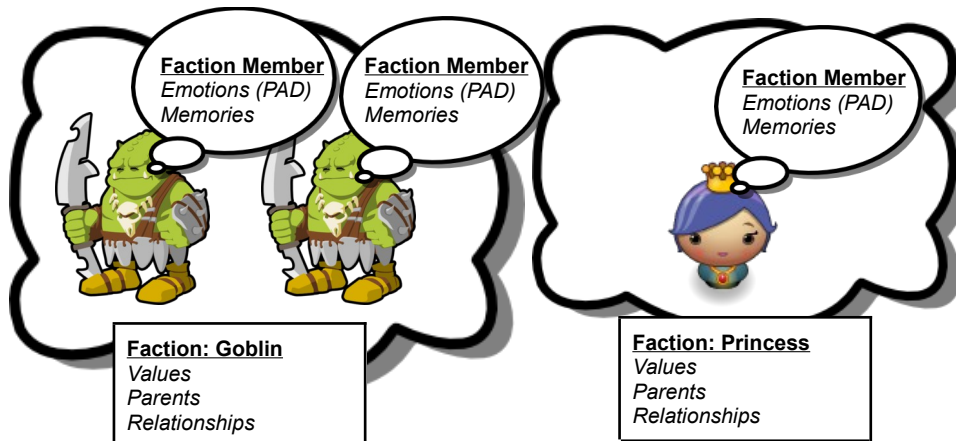 Faction Member
Emotions (PAD)
Memories
Faction Member
Emotions (PAD)
Memories
Faction Member
Emotions (PAD)
Memories
Faction: Goblin
Values
Parents
Relationships
Faction: Princess
Values
Parents
Relationships